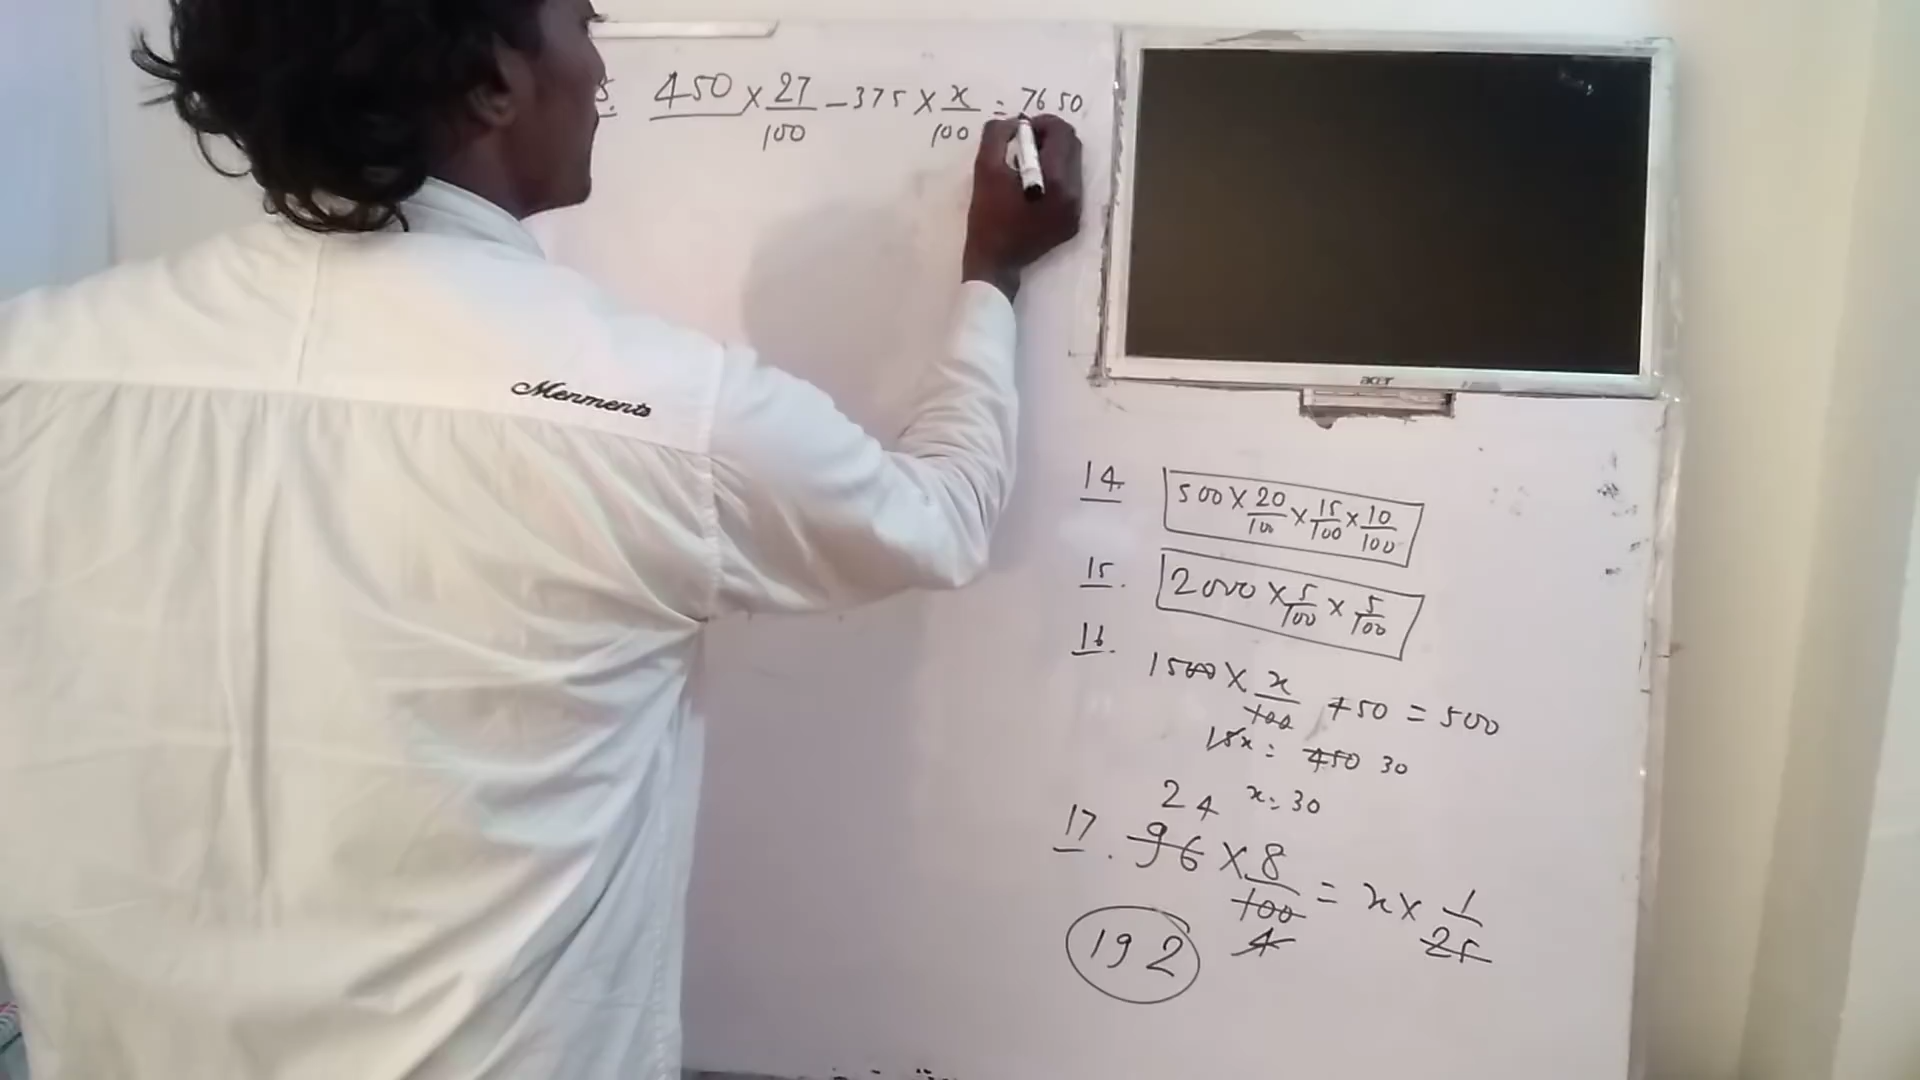 8. 450 × 27/100 – 375 × x/100 = 7650
Menments
acer
14. 500 × 20/100 × 15/100 × 10/100
15. 2000 × 5/100 × 5/100
16. 1500 × x/100 + 50 = 500
15x = 450 30
x = 30
24
17. 96 × 8/100 = x × 1/25
4
192